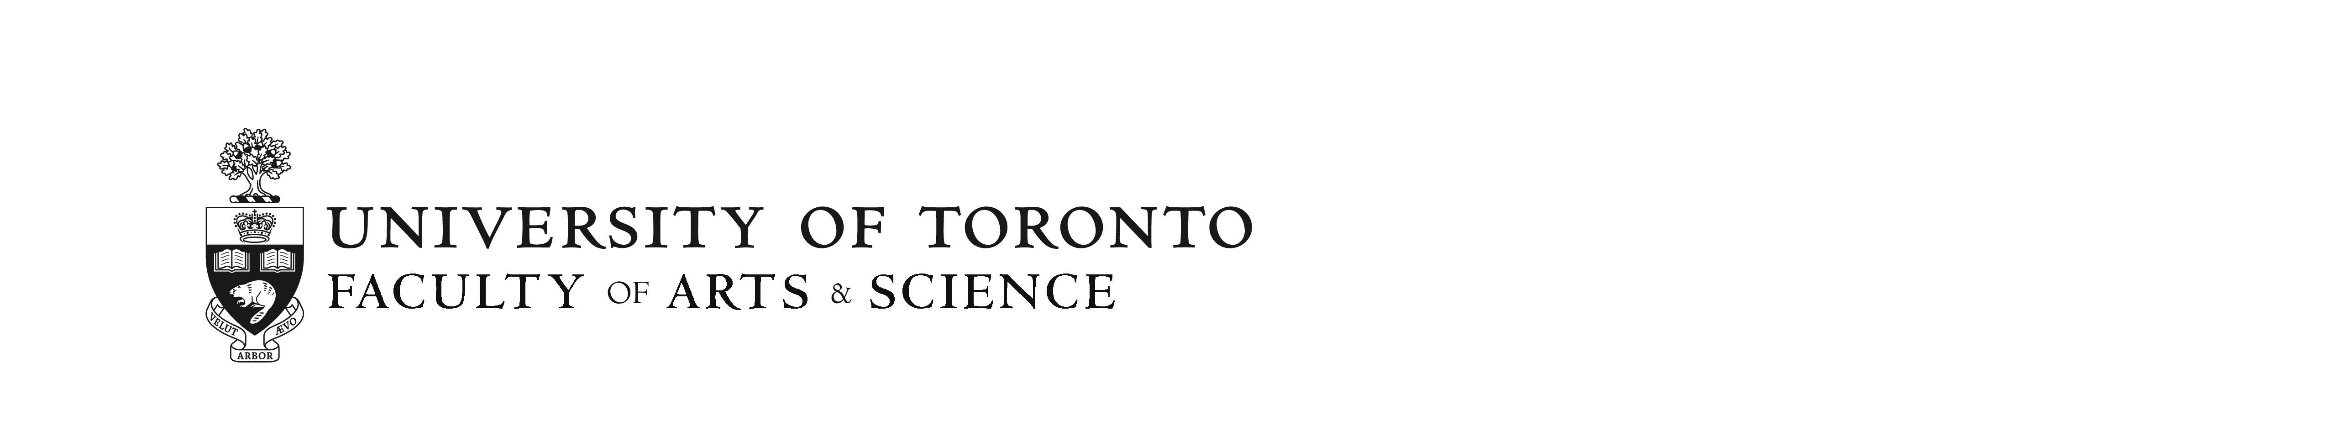 UNIVERSITY OF TORONTO
FACULTY OF ARTS & SCIENCE
VELUT ÆVO
ARBOR